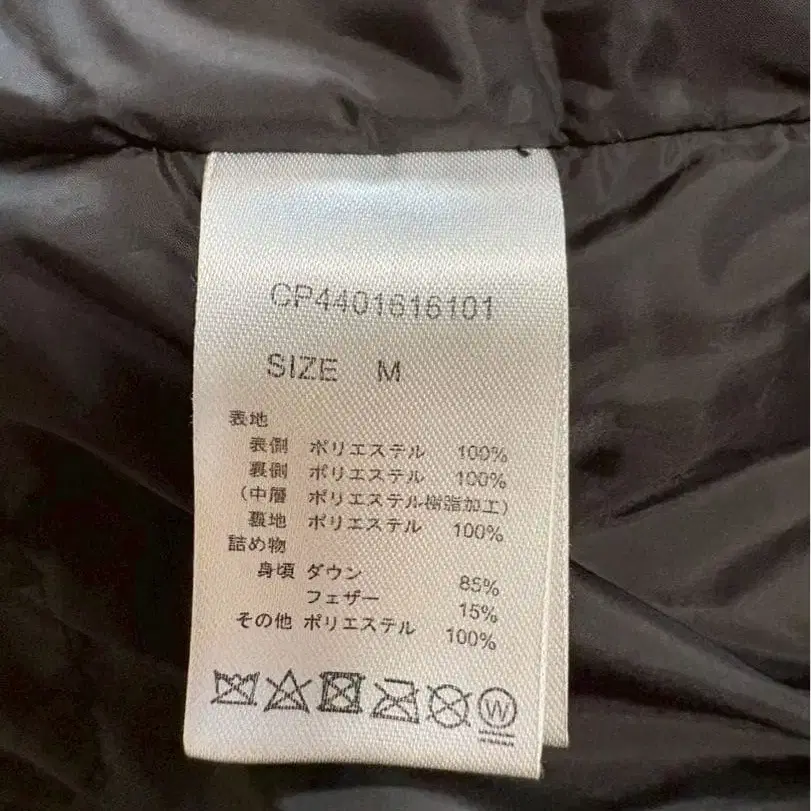 CP4401616101
SIZE M
表地
表側 ポリエステル 100%
裏側 ポリエステル 100%
(中層 ポリエステル樹脂加工)
裏地 ポリエステル 100%
詰め物
身頃 ダウン 85%
フェザー 15%
その他 ポリエステル 100%
W